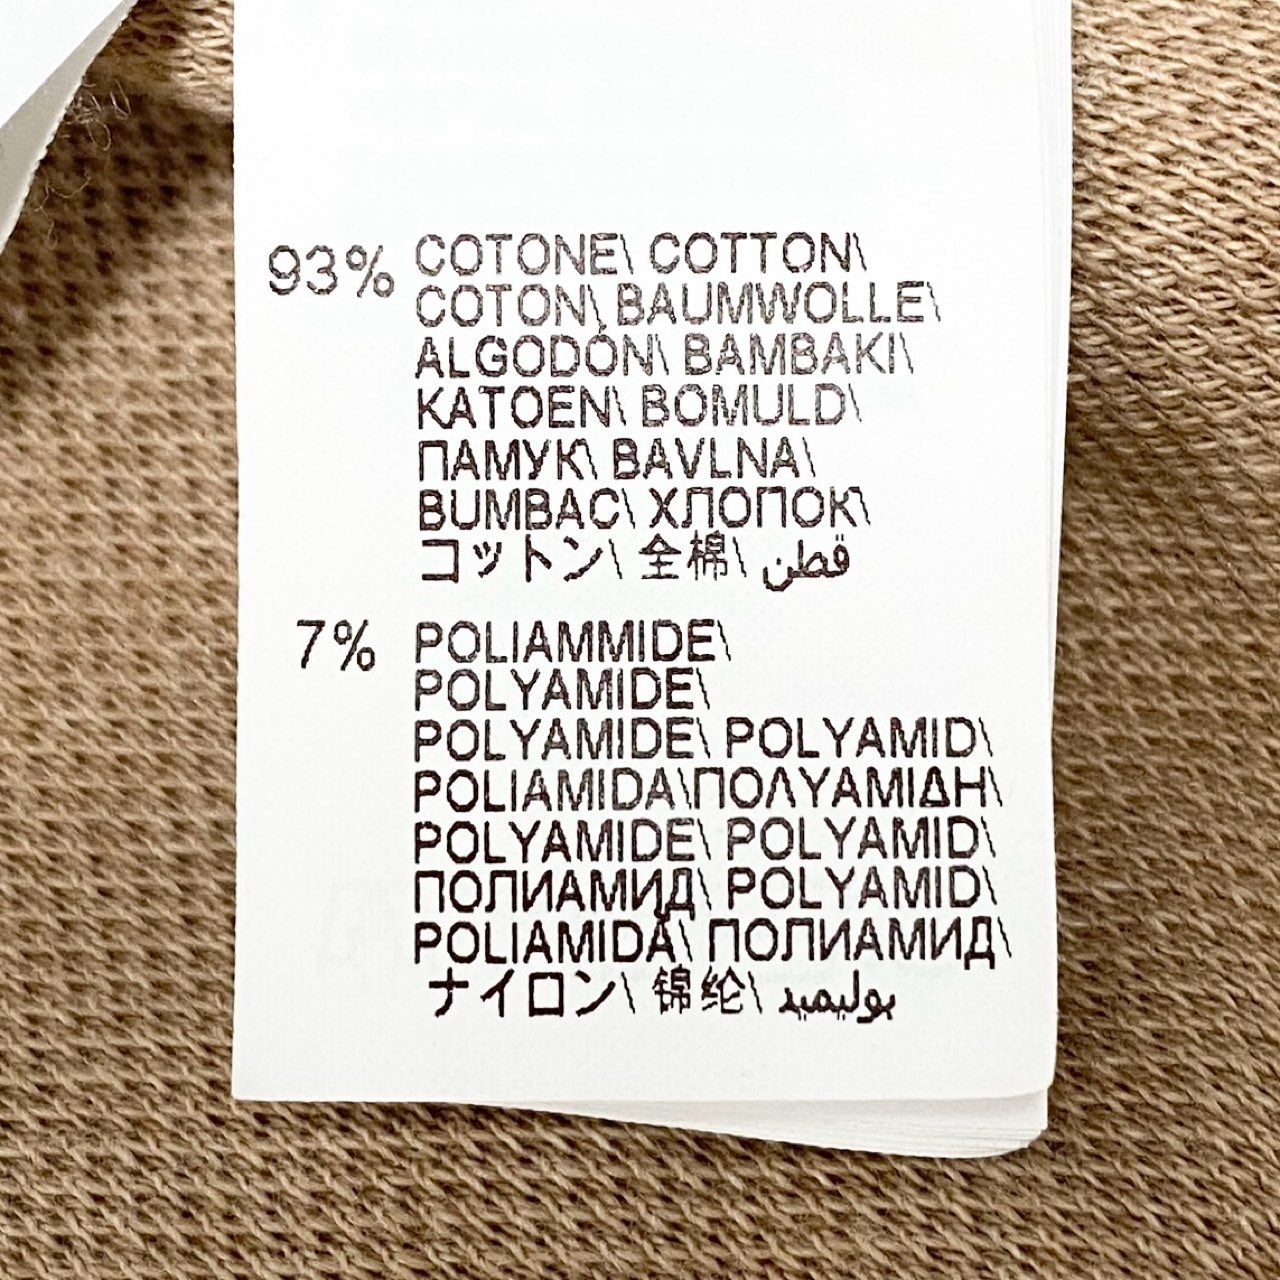 93% COTONE\ COTTON\
COTON\ BAUMWOLLE\
ALGODÓN\ BAMBAKI\
KATOEN\ BOMULD\
ПАМУК\ BAVLNA\
BUMBAC\ ХЛОПОК\
コットン\ 全棉\ قطن
7% POLIAMMIDE\
POLYAMIDE\
POLYAMIDE\ POLYAMID\
POLIAMIDA\ΠΟΛΥΑΜΙΔΗ\
POLYAMIDE\ POLYAMID\
ПОЛИАМИД\ POLYAMID\
POLIAMIDĂ\ ПОЛИАМИД\
ナイロン\ 锦纶\ بوليميد